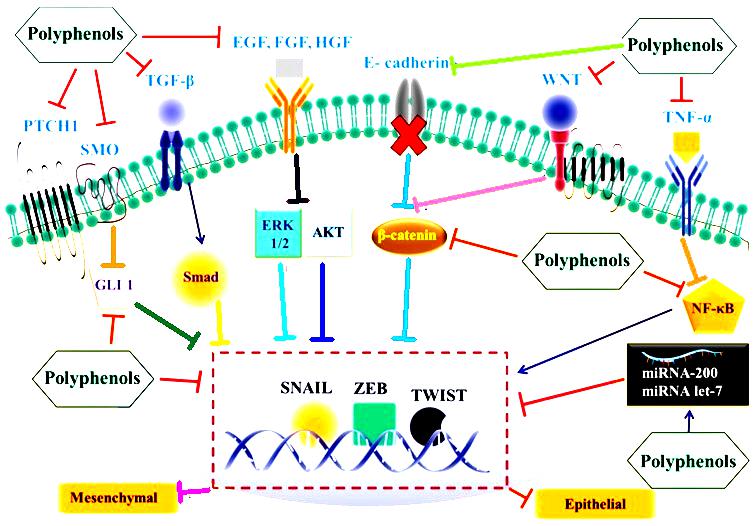 Polyphenols
EGF, FGF, HGF
Polyphenols
E- cadherin
TGF-β
WNT
PTCH1
TNF-α
SMO
ERK
1/2
AKT
β-catenin
Polyphenols
Smad
GLI 1
NF-κB
Polyphenols
miRNA-200
miRNA let-7
SNAIL ZEB TWIST
Polyphenols
Mesenchymal
Epithelial